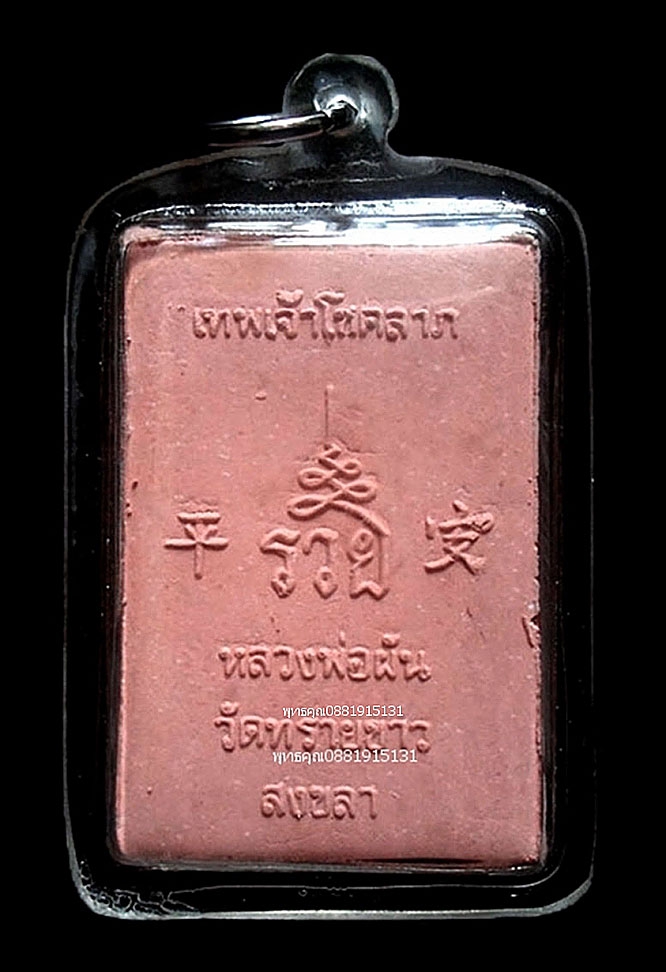 เทพเจ้าโชคลาภ
平 รวย 安
หลวงพ่อผัน
พุทธคุณ0881915131
วัดทรายขาว
พุทธคุณ0881915131
สงขลา